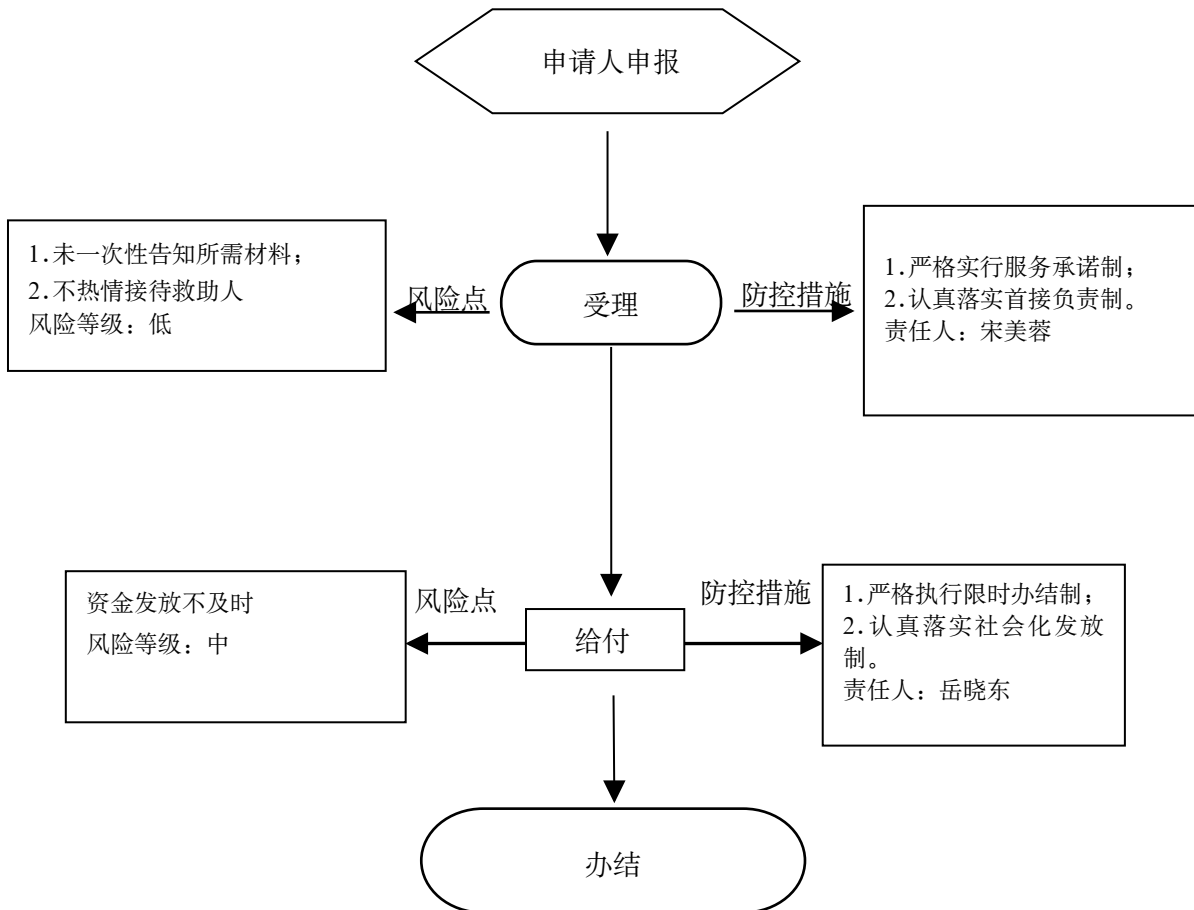 申请人申报
1.未一次性告知所需材料；
2.不热情接待救助人
风险等级：低
风险点
受理
防控措施
1.严格实行服务承诺制；
2.认真落实首接负责制。
责任人：宋美蓉
资金发放不及时
风险等级：中
风险点
给付
防控措施
1.严格执行限时办结制；
2.认真落实社会化发放
制。
责任人：岳晓东
办结